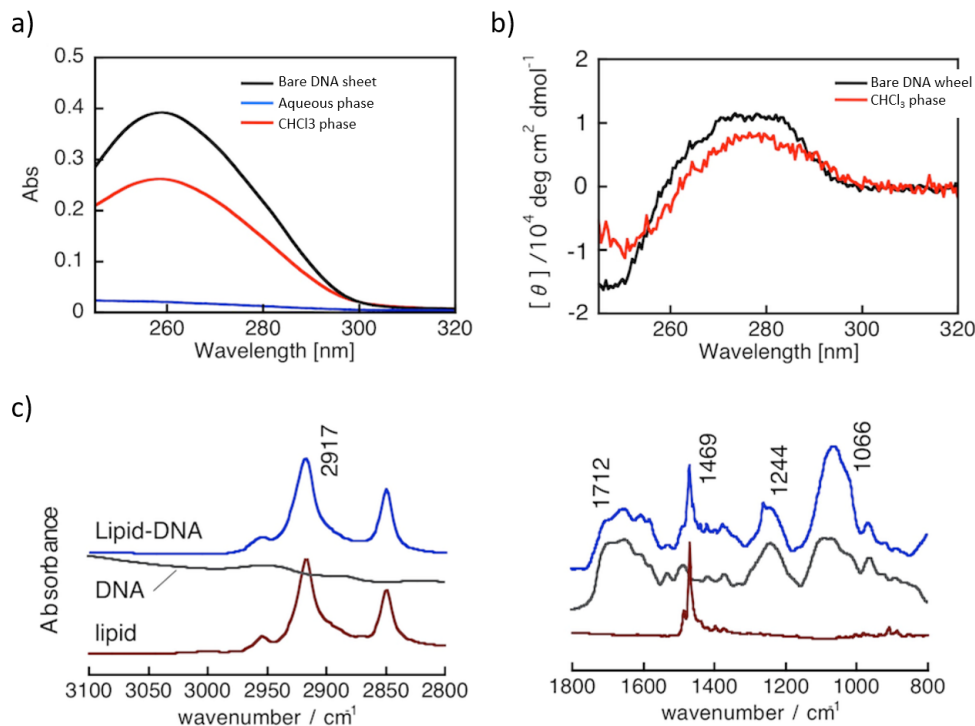 a)
0.5
0.4
0.3
0.2
0.1
0
Abs
Bare DNA sheet
Aqueous phase
CHCl3 phase
260
280
300
320
Wavelength [nm]
b)
2
1
0
-1
-2
[θ] /10⁴ deg cm² dmol⁻¹
Bare DNA wheel
CHCl₃ phase
260
280
300
320
Wavelength [nm]
c)
Absorbance
2917
Lipid-DNA
DNA
lipid
3100 3050 3000 2950 2900 2850 2800
wavenumber / cm⁻¹
1712
1469
1244
1066
1800 1600 1400 1200 1000 800
wavenumber / cm⁻¹